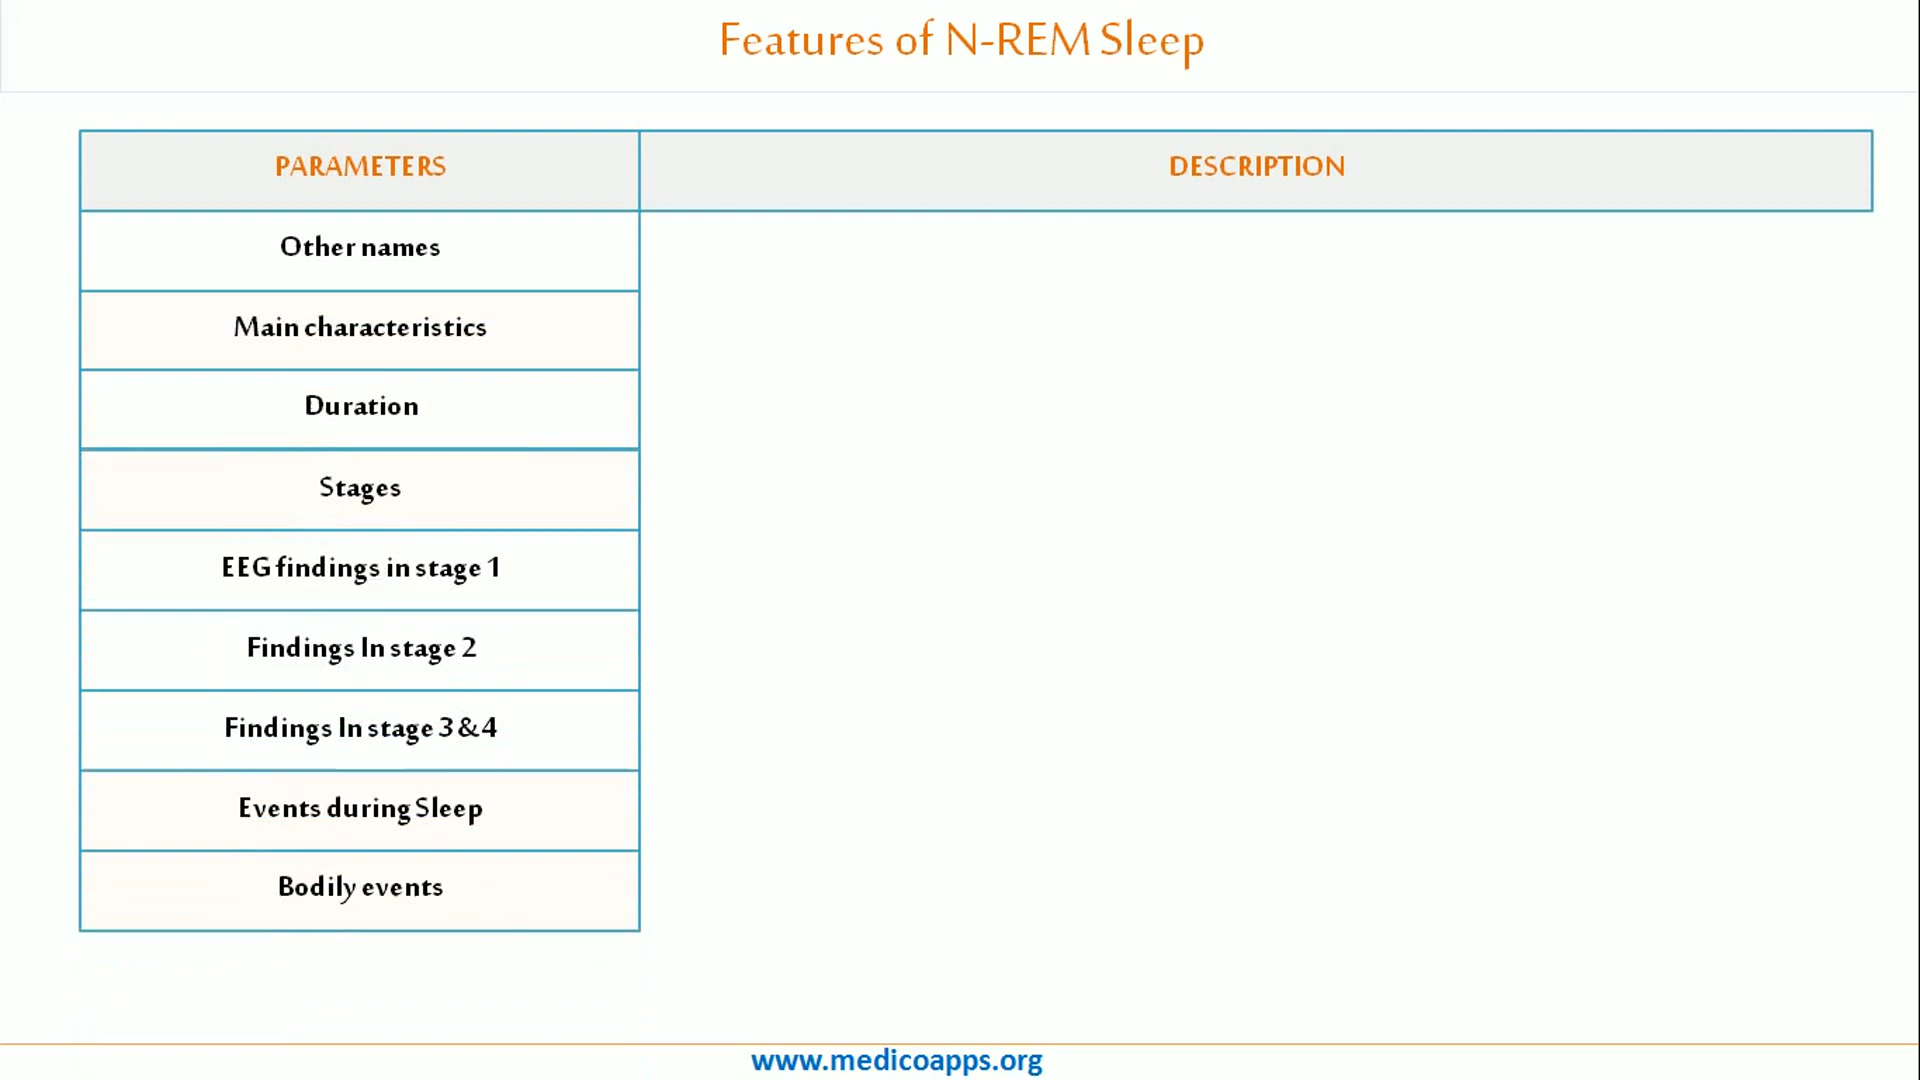 Features of N-REM Sleep
PARAMETERS
DESCRIPTION
Other names
Main characteristics
Duration
Stages
EEG findings in stage 1
Findings In stage 2
Findings In stage 3 & 4
Events during Sleep
Bodily events
www.medicoapps.org